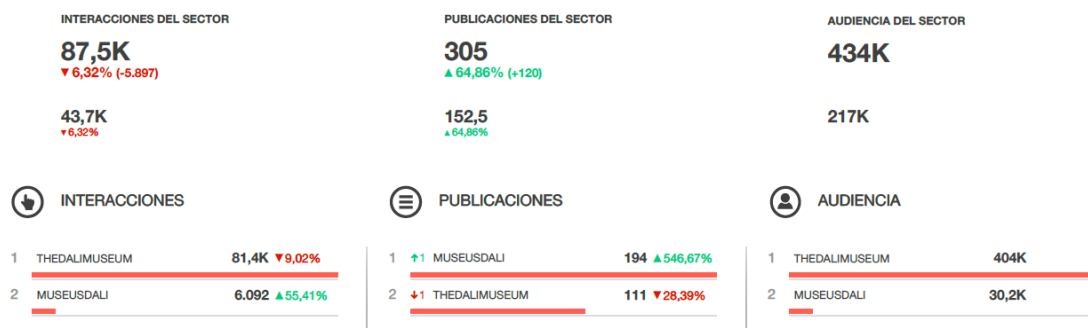 INTERACCIONES DEL SECTOR
87,5K
▼6,32% (-5.897)
43,7K
▼6,32%
PUBLICACIONES DEL SECTOR
305
▲64,86% (+120)
152,5
▲64,86%
AUDIENCIA DEL SECTOR
434K
217K
INTERACCIONES
1 THEDALIMUSEUM 81,4K ▼9,02%
2 MUSEUSDALI 6.092 ▲55,41%
PUBLICACIONES
1 ↑1 MUSEUSDALI 194 ▲546,67%
2 ↓1 THEDALIMUSEUM 111 ▼28,39%
AUDIENCIA
1 THEDALIMUSEUM 404K
2 MUSEUSDALI 30,2K